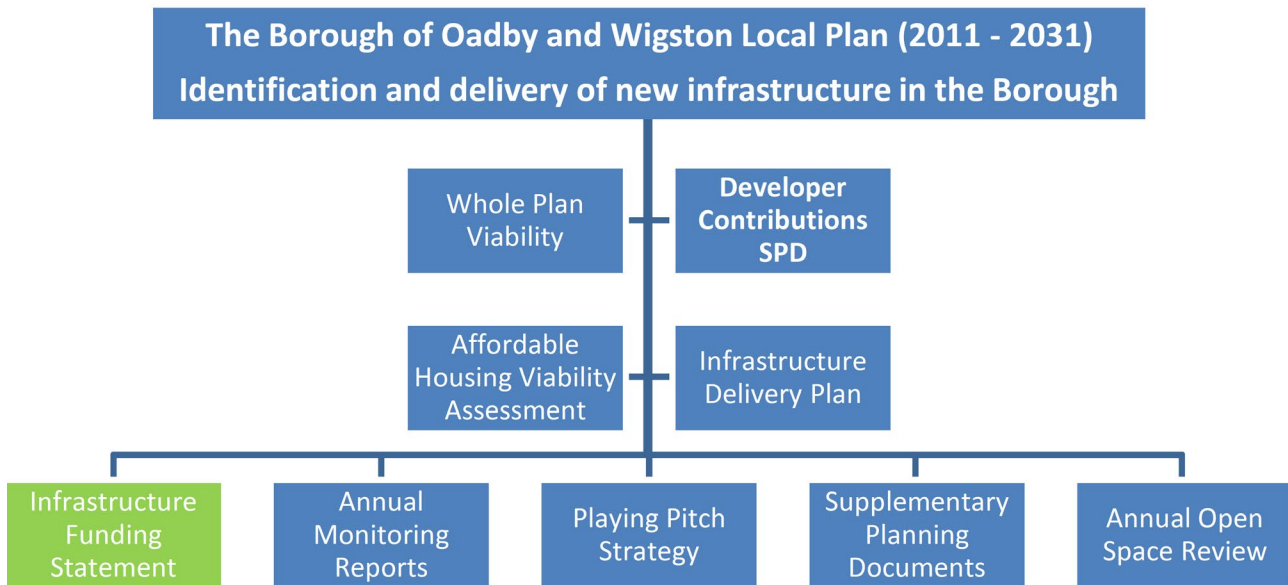 The Borough of Oadby and Wigston Local Plan (2011 - 2031)
Identification and delivery of new infrastructure in the Borough
Whole Plan
Viability
Developer
Contributions
SPD
Affordable
Housing Viability
Assessment
Infrastructure
Delivery Plan
Infrastructure
Funding
Statement
Annual
Monitoring
Reports
Playing Pitch
Strategy
Supplementary
Planning
Documents
Annual Open
Space Review